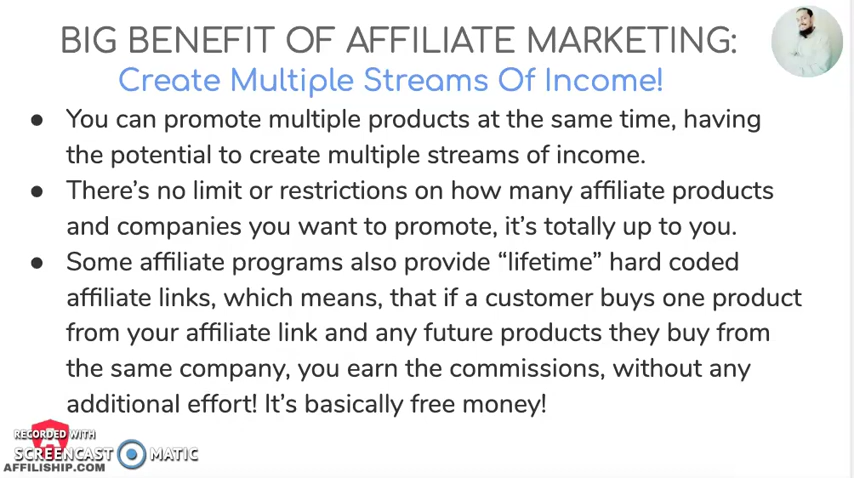 BIG BENEFIT OF AFFILIATE MARKETING:
Create Multiple Streams Of Income!
● You can promote multiple products at the same time, having
the potential to create multiple streams of income.
● There’s no limit or restrictions on how many affiliate products
and companies you want to promote, it’s totally up to you.
● Some affiliate programs also provide “lifetime” hard coded
affiliate links, which means, that if a customer buys one product
from your affiliate link and any future products they buy from
the same company, you earn the commissions, without any
additional effort! It’s basically free money!
RECORDED WITH
SCREENCAST MATIC
AFFILISHIP.COM